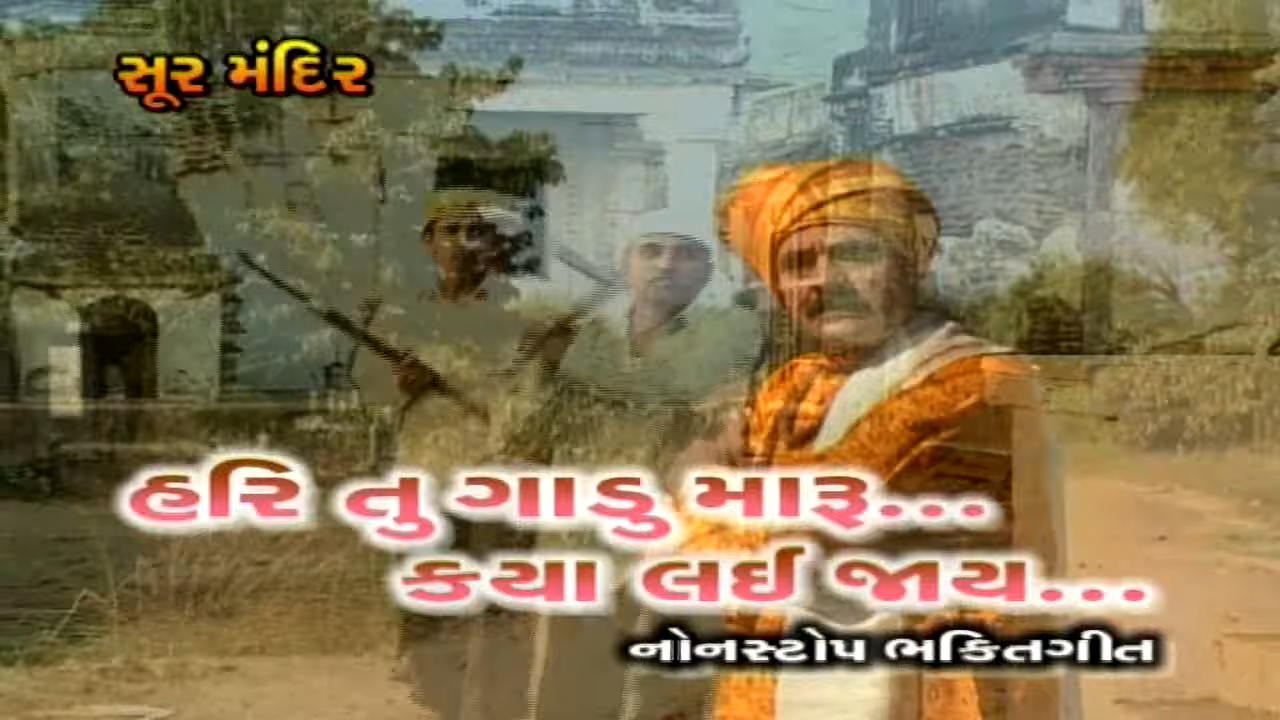 સૂર મંદિર
હરિ તુ ગાડુ મારૂ...
કયા લઈ જાય...
નોનસ્ટોપ ભકિતગીત